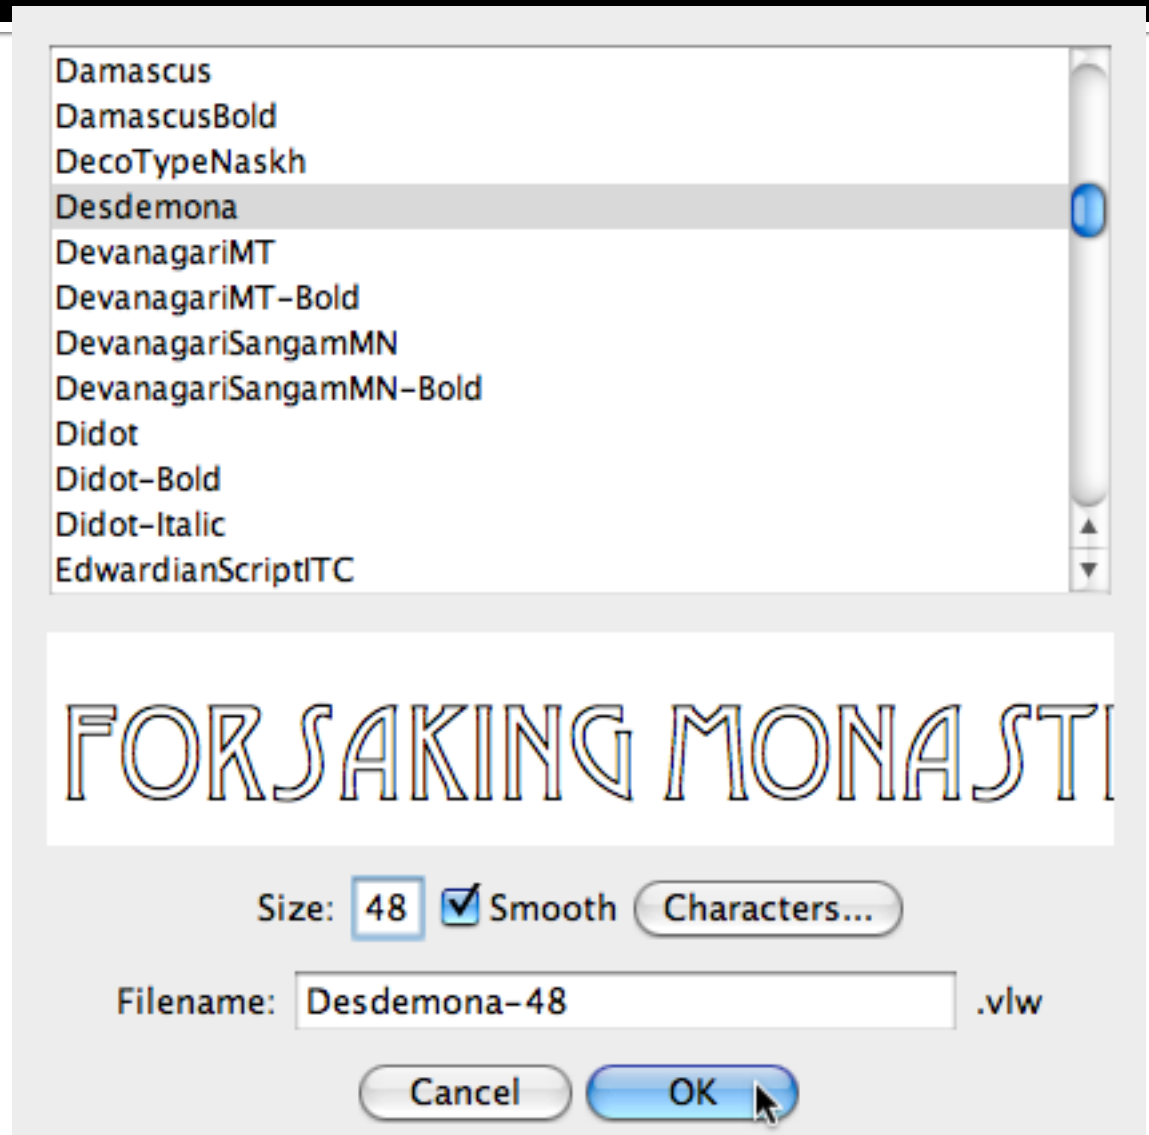 Damascus
DamascusBold
DecoTypeNaskh
Desdemona
DevanagariMT
DevanagariMT-Bold
DevanagariSangamMN
DevanagariSangamMN-Bold
Didot
Didot-Bold
Didot-Italic
EdwardianScriptITC
FORSAKING MONAST
Size: 48 Smooth Characters...
Filename: Desdemona-48 .vlw
Cancel OK